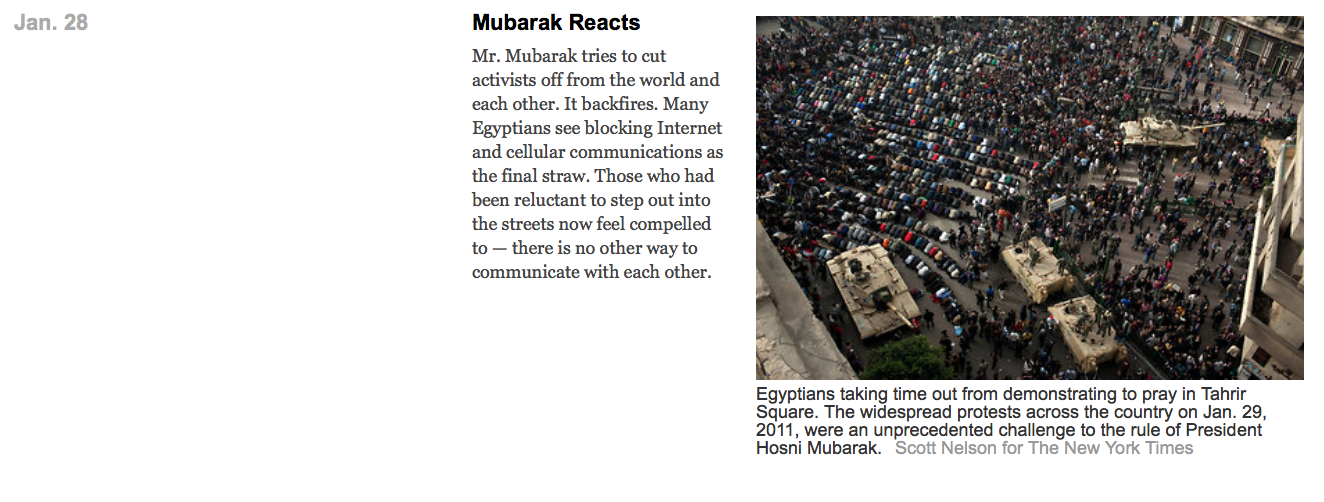 Jan. 28
Mubarak Reacts
Mr. Mubarak tries to cut
activists off from the world and
each other. It backfires. Many
Egyptians see blocking Internet
and cellular communications as
the final straw. Those who had
been reluctant to step out into
the streets now feel compelled
to — there is no other way to
communicate with each other.
Egyptians taking time out from demonstrating to pray in Tahrir
Square. The widespread protests across the country on Jan. 29,
2011, were an unprecedented challenge to the rule of President
Hosni Mubarak. Scott Nelson for The New York Times